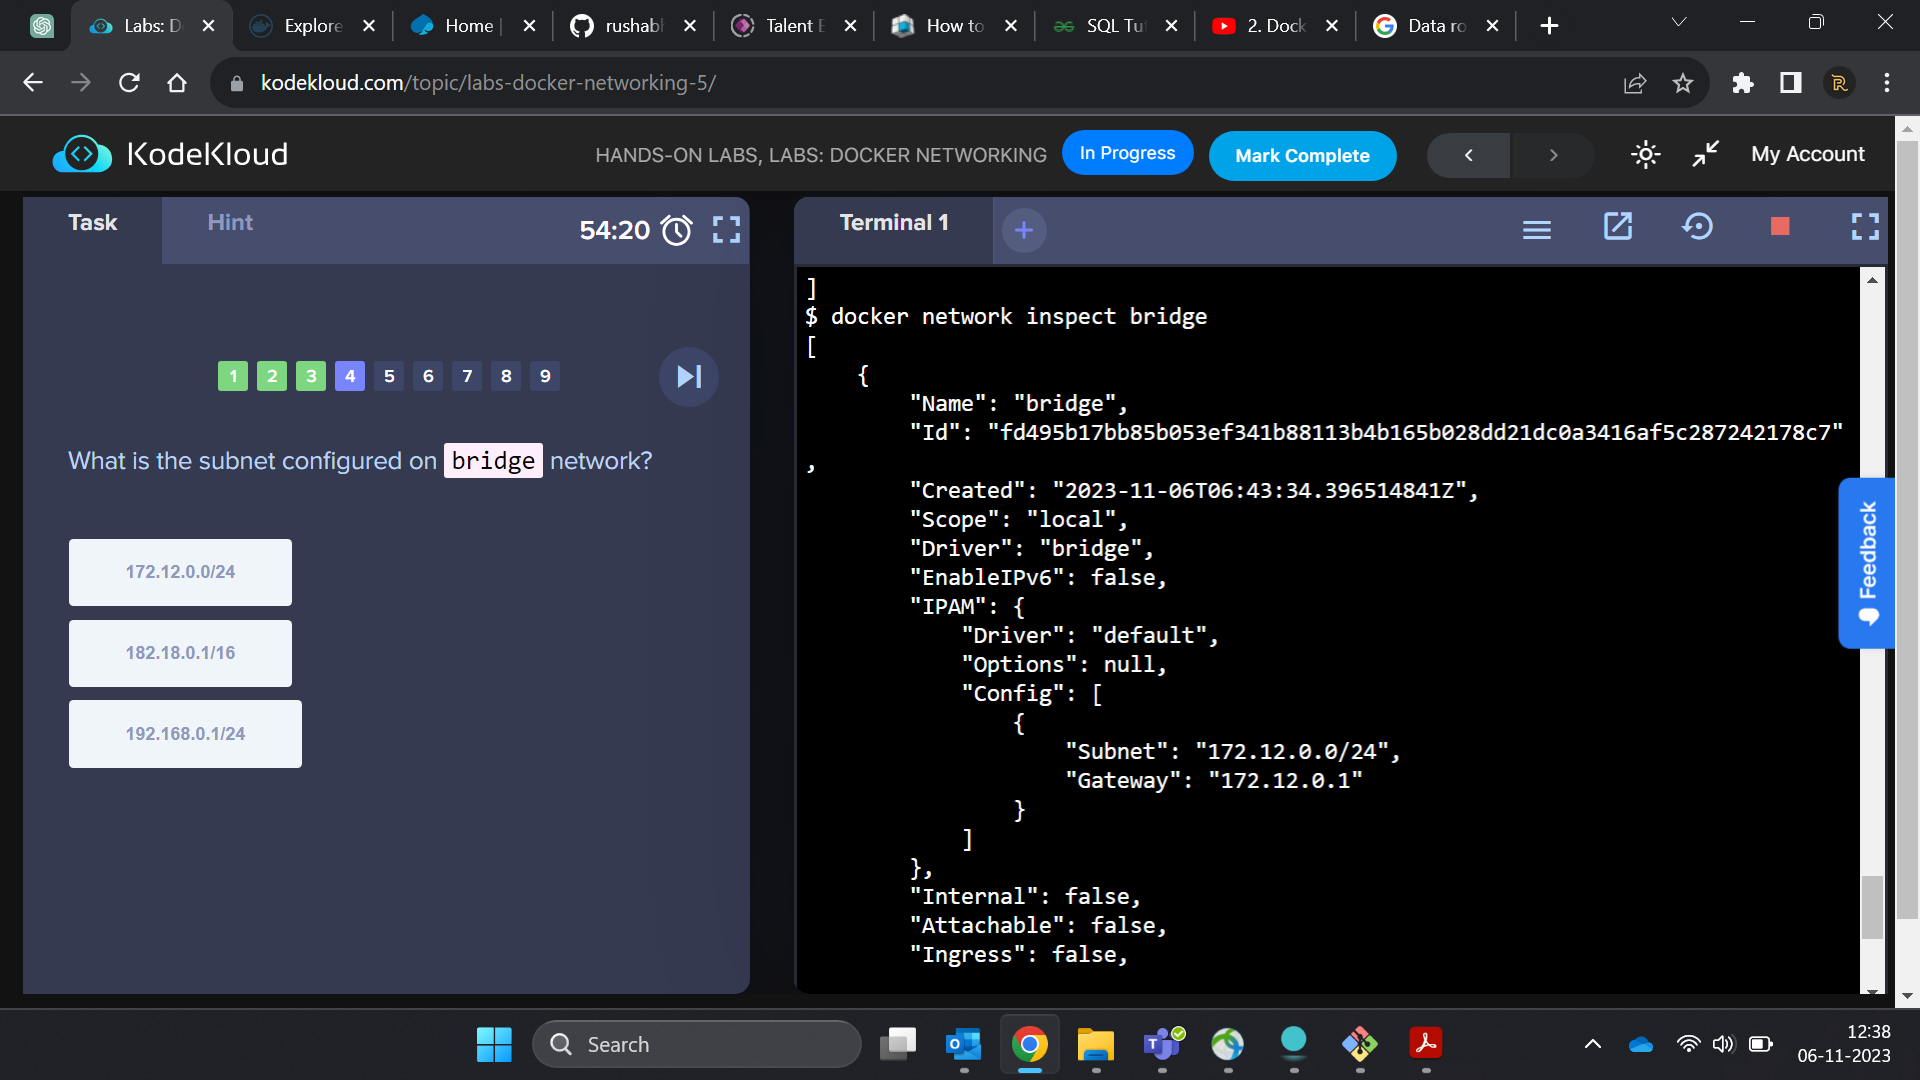 Labs: D
Explore
Home |
rushabh
Talent E
How to
SQL Tut
2. Dock
Data ro
kodekloud.com/topic/labs-docker-networking-5/
KodeKloud
HANDS-ON LABS, LABS: DOCKER NETWORKING
In Progress
Mark Complete
My Account
Task
Hint
54:20
1 2 3 4 5 6 7 8 9
What is the subnet configured on bridge network?
172.12.0.0/24
182.18.0.1/16
192.168.0.1/24
Terminal 1
+
]
$ docker network inspect bridge
[
{
"Name": "bridge",
"Id": "fd495b17bb85b053ef341b88113b4b165b028dd21dc0a3416af5c287242178c7"
,
"Created": "2023-11-06T06:43:34.396514841Z",
"Scope": "local",
"Driver": "bridge",
"EnableIPv6": false,
"IPAM": {
"Driver": "default",
"Options": null,
"Config": [
{
"Subnet": "172.12.0.0/24",
"Gateway": "172.12.0.1"
}
]
},
"Internal": false,
"Attachable": false,
"Ingress": false,
Feedback
Search
12:38
06-11-2023